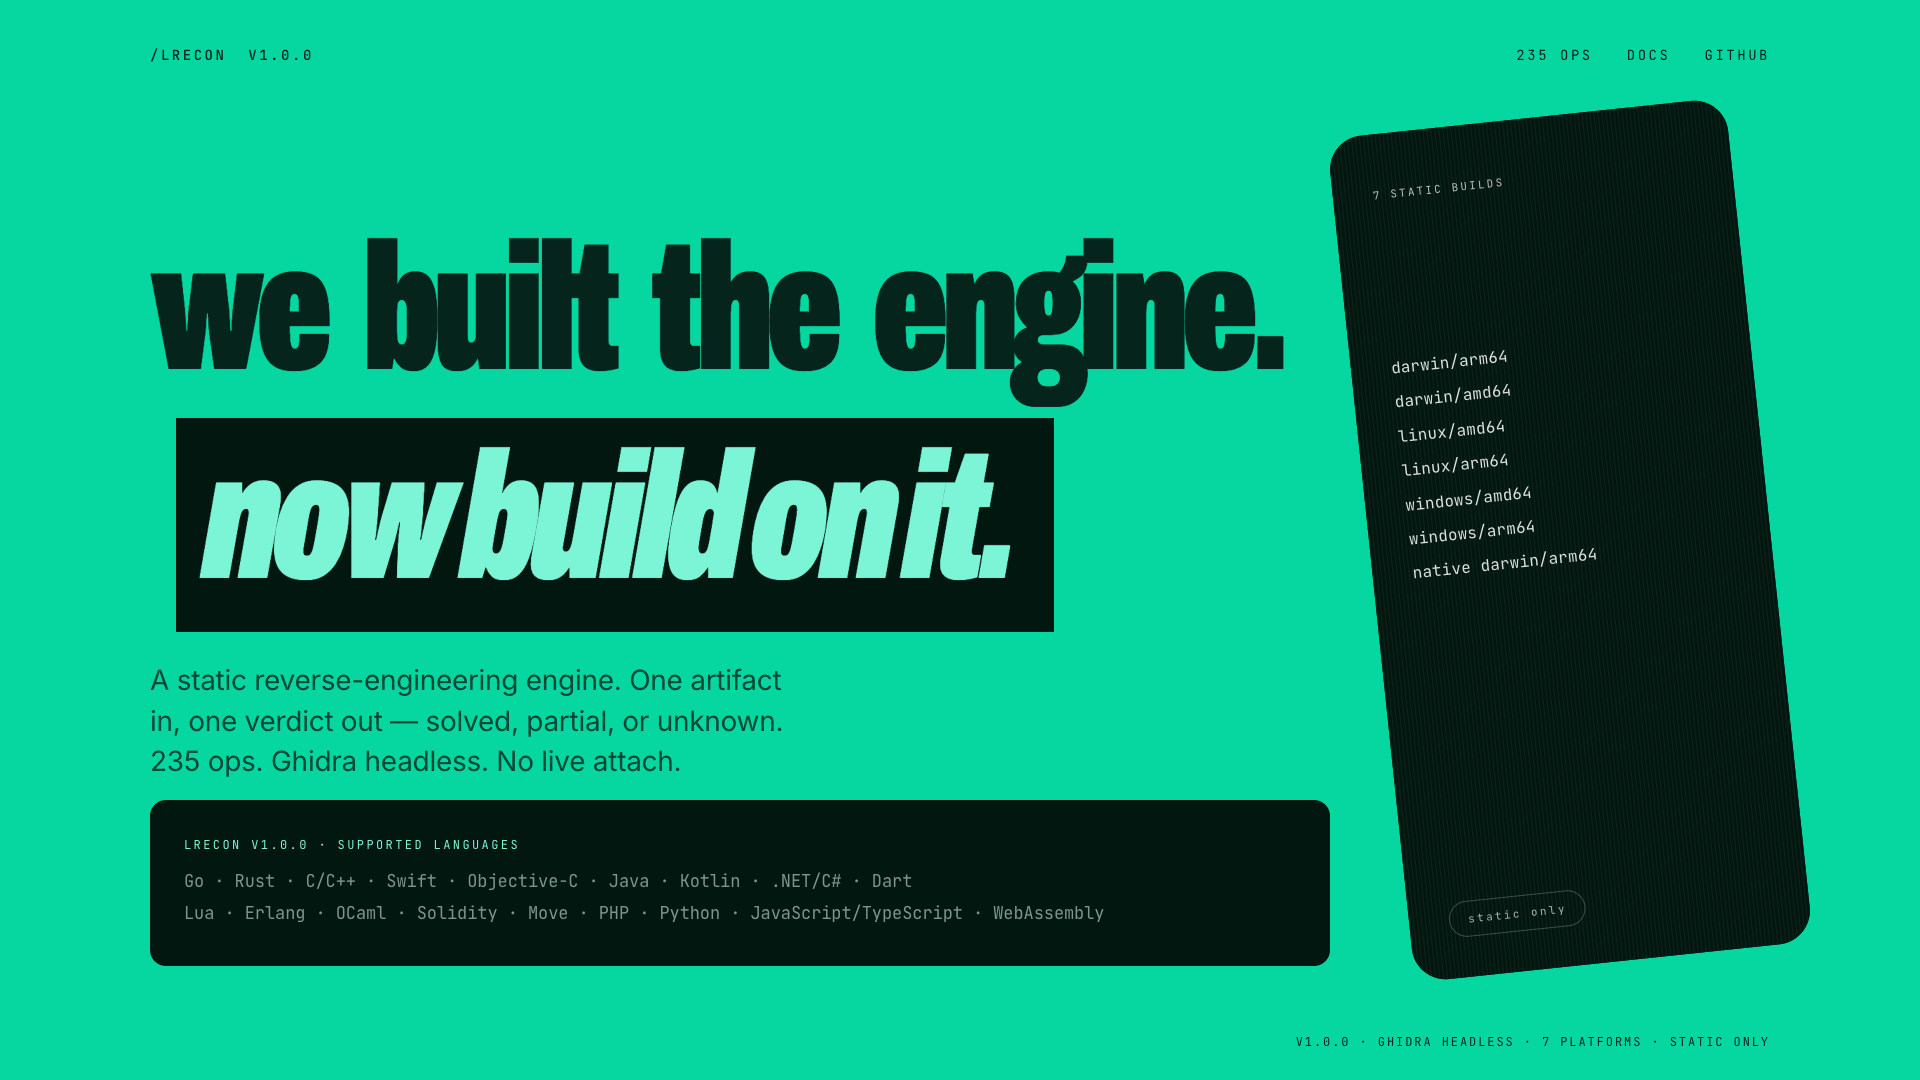 /LRECON V1.0.0
235 OPS DOCS GITHUB
we built the engine.
now build on it.
A static reverse-engineering engine. One artifact
in, one verdict out — solved, partial, or unknown.
235 ops. Ghidra headless. No live attach.
LRECON V1.0.0 · SUPPORTED LANGUAGES
Go · Rust · C/C++ · Swift · Objective-C · Java · Kotlin · .NET/C# · Dart
Lua · Erlang · OCaml · Solidity · Move · PHP · Python · JavaScript/TypeScript · WebAssembly
7 STATIC BUILDS
darwin/arm64
darwin/amd64
linux/amd64
linux/arm64
windows/amd64
windows/arm64
native darwin/arm64
static only
V1.0.0 · GHIDRA HEADLESS · 7 PLATFORMS · STATIC ONLY